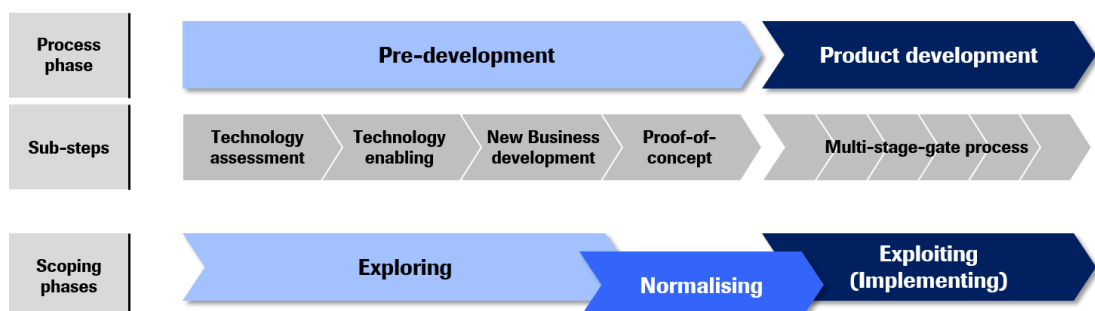 Process
phase
Pre-development
Product development
Sub-steps
Technology
assessment
Technology
enabling
New Business
development
Proof-of-
concept
Multi-stage-gate process
Scoping
phases
Exploring
Normalising
Exploiting
(Implementing)